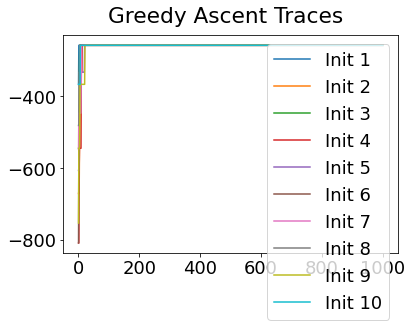 Greedy Ascent Traces
−400
−600
−800
0 200 400 600 800 1000
Init 1
Init 2
Init 3
Init 4
Init 5
Init 6
Init 7
Init 8
Init 9
Init 10